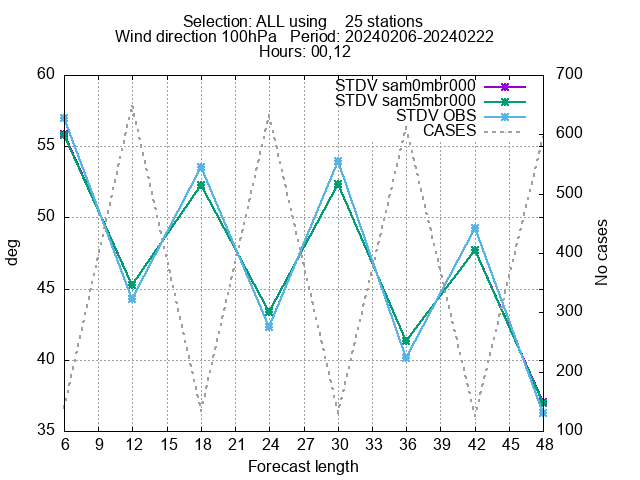 Selection: ALL using    25 stations
Wind direction 100hPa   Period: 20240206-20240222
Hours: 00,12
STDV sam0mbr000
STDV sam5mbr000
STDV OBS
CASES
60
55
50
45
40
35
deg
700
600
500
400
300
200
100
No cases
6 9 12 15 18 21 24 27 30 33 36 39 42 45 48
Forecast length